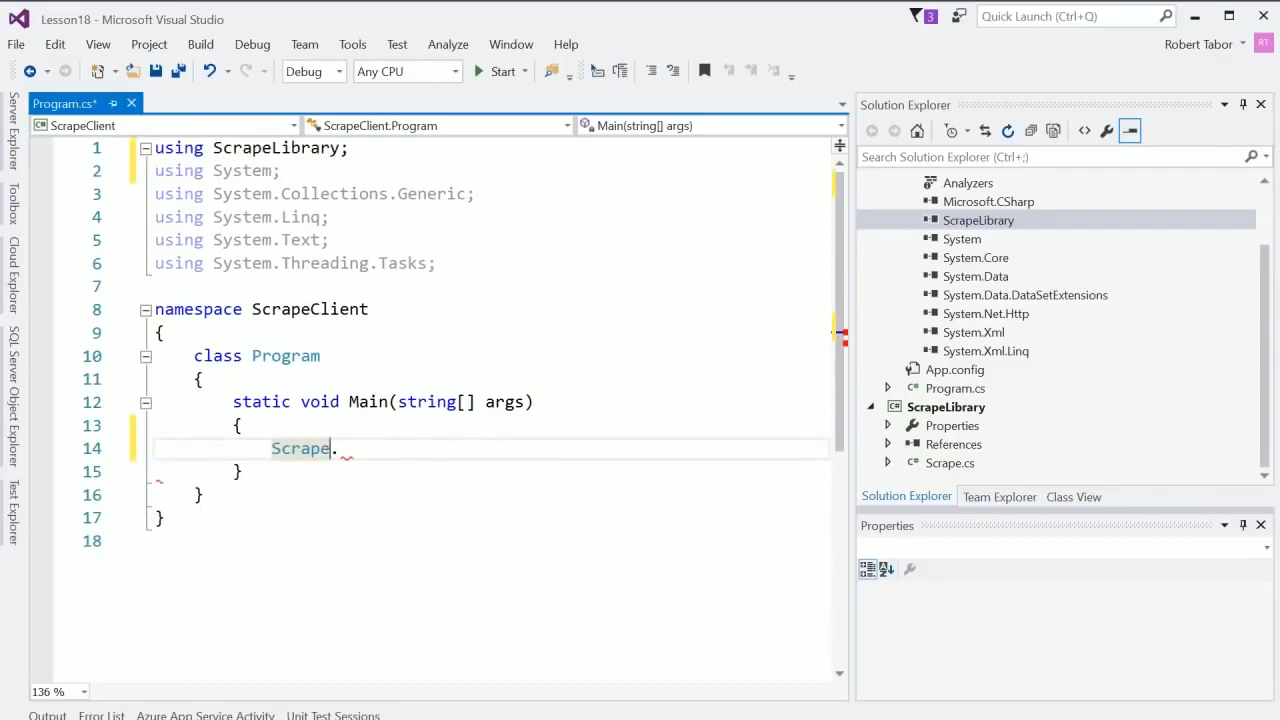 Lesson18 - Microsoft Visual Studio
3
Quick Launch (Ctrl+Q)
File Edit View Project Build Debug Team Tools Test Analyze Window Help
Robert Tabor
RT
Debug
Any CPU
Start
Server Explorer
Toolbox
Cloud Explorer
SQL Server Object Explorer
Test Explorer
Program.cs*
ScrapeClient
ScrapeClient.Program
Main(string[] args)
1 using ScrapeLibrary;
2 using System;
3 using System.Collections.Generic;
4 using System.Linq;
5 using System.Text;
6 using System.Threading.Tasks;
7
8 namespace ScrapeClient
9 {
10 class Program
11 {
12 static void Main(string[] args)
13 {
14 Scrape.
15 }
16 }
17 }
18
136 %
Solution Explorer
Search Solution Explorer (Ctrl+;)
Analyzers
Microsoft.CSharp
ScrapeLibrary
System
System.Core
System.Data
System.Data.DataSetExtensions
System.Net.Http
System.Xml
System.Xml.Linq
App.config
C# Program.cs
C# ScrapeLibrary
Properties
References
C# Scrape.cs
Solution Explorer Team Explorer Class View
Properties
Output Error List Azure App Service Activity Unit Test Sessions